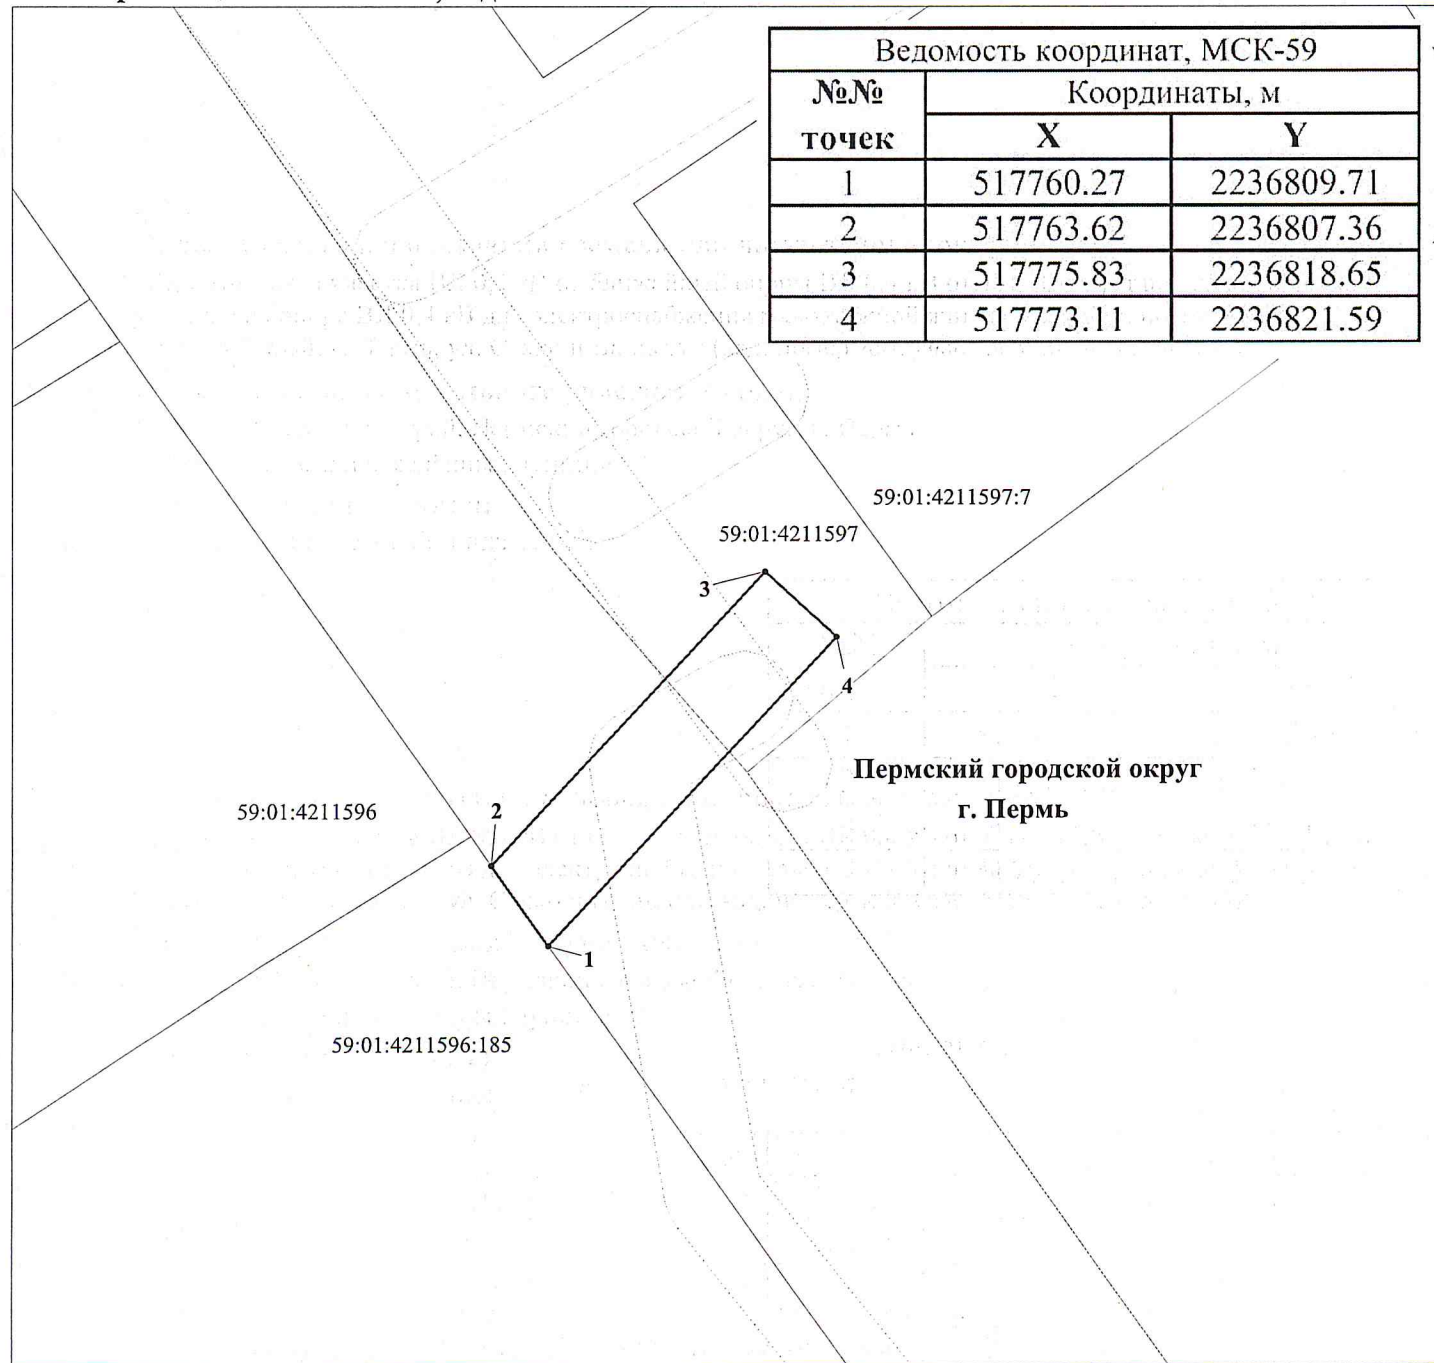 Ведомость координат, МСК-59
№№ точек
Координаты, м
X Y
1 517760.27 2236809.71
2 517763.62 2236807.36
3 517775.83 2236818.65
4 517773.11 2236821.59
59:01:4211597:7
59:01:4211597
3
4
Пермский городской округ
г. Пермь
59:01:4211596
2
1
59:01:4211596:185